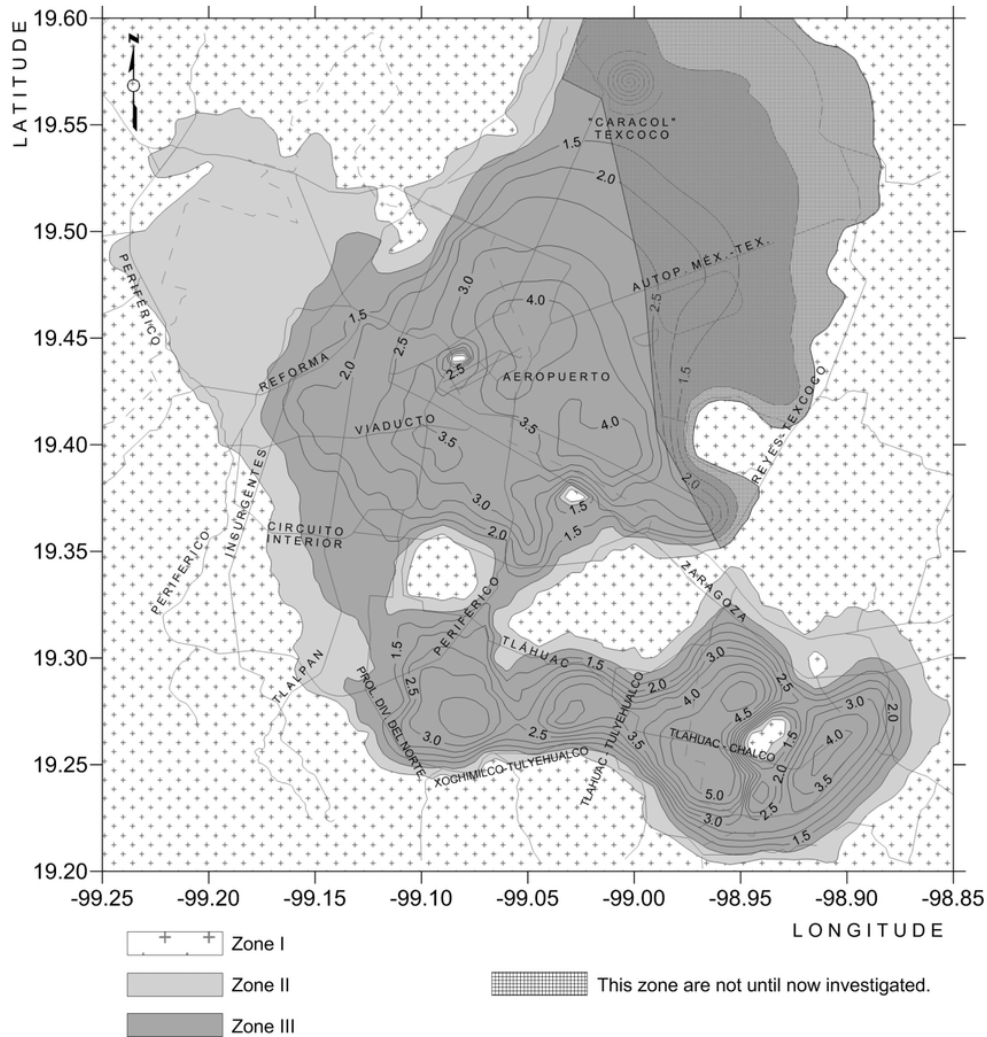 19.60
LATITUDE
N
19.55
"CARACOL"
TEXCOCO
1.5
2.0
19.50
AUTOP. MÉX.-TEX.
PERIFÉRICO
3.0
4.0
2.5
1.5
19.45
2.5
2.0
REFORMA
2.5
AEROPUERTO
1.5
REYES-TEXCOCO
VIADUCTO
3.5
3.5
4.0
19.40
INSURGENTES
2.0
3.0
1.5
CIRCUITO
INTERIOR
2.0
1.5
19.35
PERIFERICO
ZARAGOZA
PERIFÉRICO
TLÁHUAC
1.5
1.5
3.0
19.30
TLALPAN
PROL. DIV. DEL NORTE
2.5
2.0
2.5
4.0
4.5
3.0
2.0
3.0
2.5
3.5
TLAHUAC - CHALCO
1.5
4.0
19.25
XOCHIMILCO-TULYEHUALCO
TLAHUAC - TULYEHUALCO
2.0
3.5
5.0
2.5
3.0
1.5
19.20
-99.25 -99.20 -99.15 -99.10 -99.05 -99.00 -98.95 -98.90 -98.85
LONGITUDE
Zone I
Zone II
This zone are not until now investigated.
Zone III